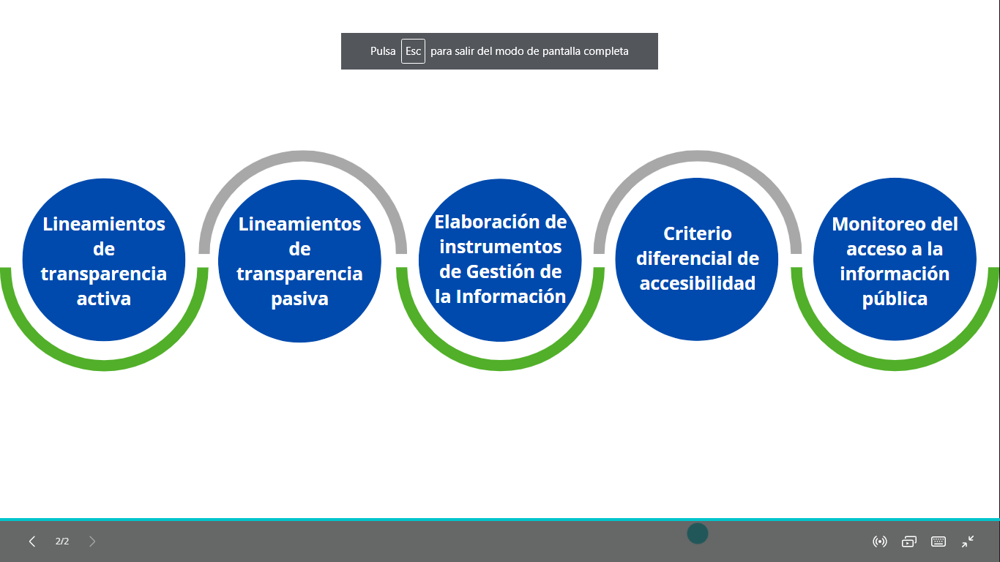 Pulsa Esc para salir del modo de pantalla completa
Lineamientos
de
transparencia
activa
Lineamientos
de
transparencia
pasiva
Elaboración de
instrumentos
de Gestión de
la Información
Criterio
diferencial de
accesibilidad
Monitoreo del
acceso a la
información
pública
2/2